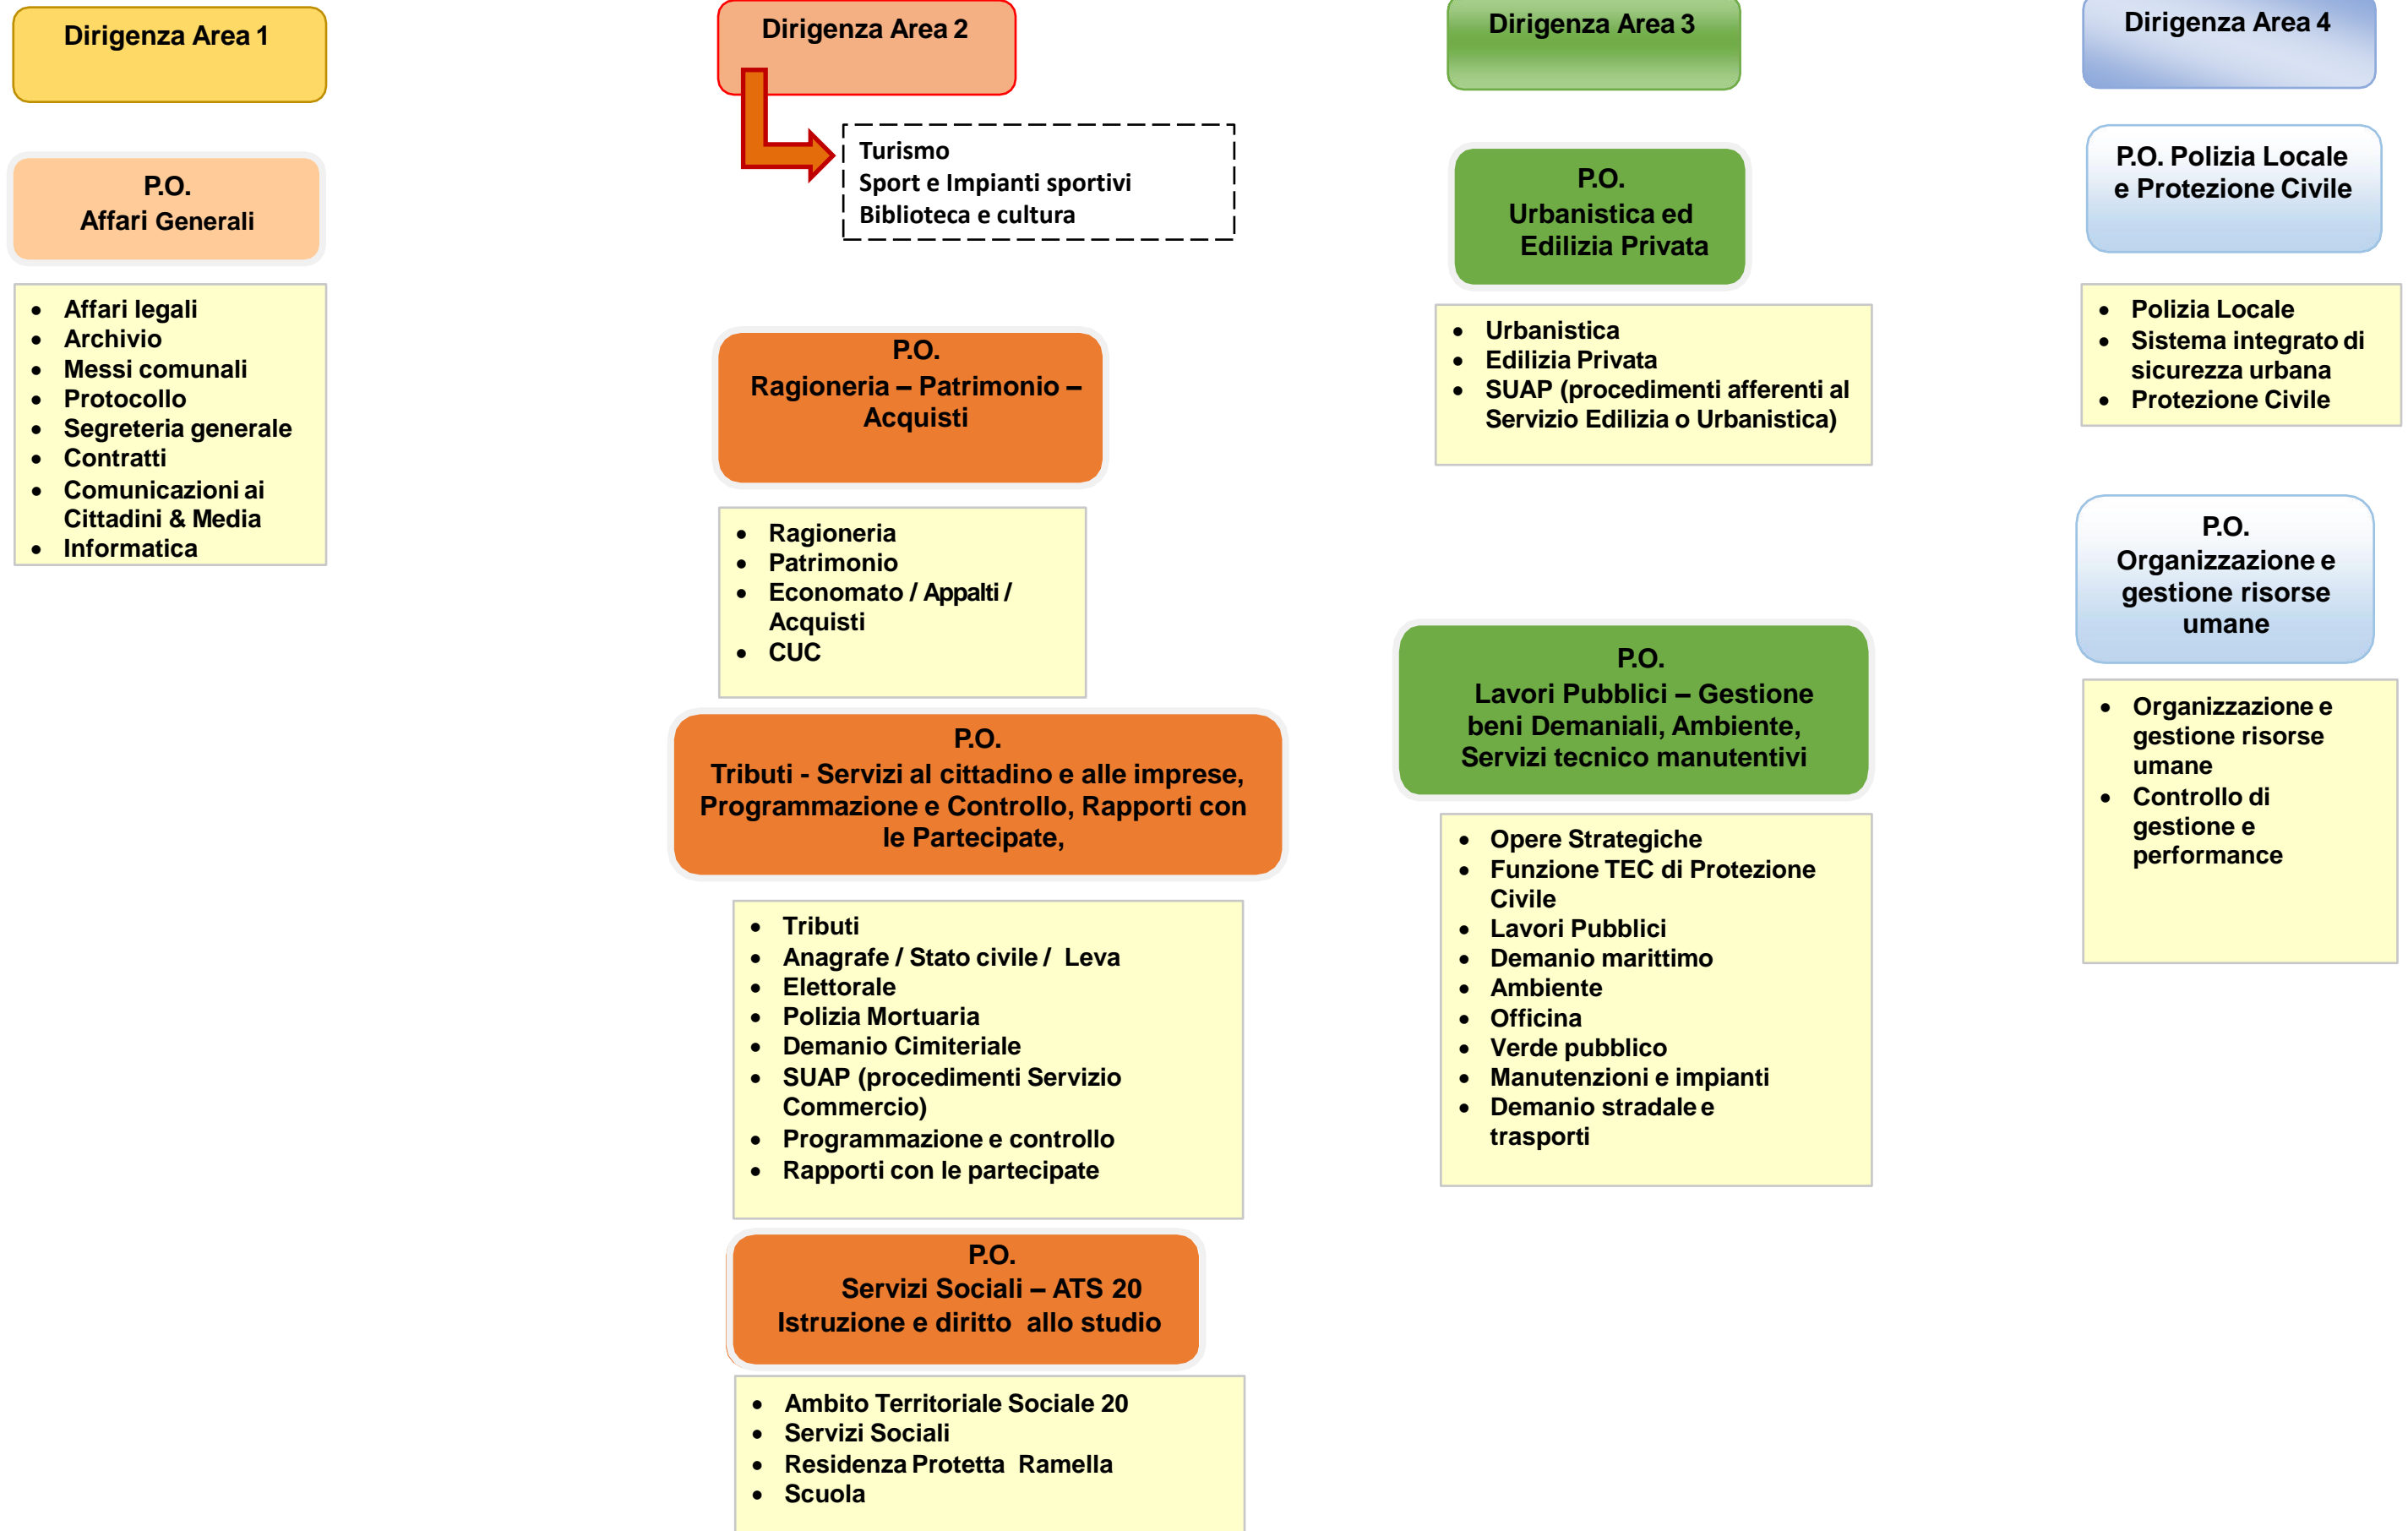 Dirigenza Area 1
P.O.
Affari Generali
• Affari legali
• Archivio
• Messi comunali
• Protocollo
• Segreteria generale
• Contratti
• Comunicazioni ai
Cittadini & Media
• Informatica
Dirigenza Area 2
Turismo
Sport e Impianti sportivi
Biblioteca e cultura
P.O.
Ragioneria – Patrimonio –
Acquisti
• Ragioneria
• Patrimonio
• Economato / Appalti /
Acquisti
• CUC
P.O.
Tributi - Servizi al cittadino e alle imprese,
Programmazione e Controllo, Rapporti con
le Partecipate,
• Tributi
• Anagrafe / Stato civile / Leva
• Elettorale
• Polizia Mortuaria
• Demanio Cimiteriale
• SUAP (procedimenti Servizio
Commercio)
• Programmazione e controllo
• Rapporti con le partecipate
P.O.
Servizi Sociali – ATS 20
Istruzione e diritto allo studio
• Ambito Territoriale Sociale 20
• Servizi Sociali
• Residenza Protetta Ramella
• Scuola
Dirigenza Area 3
P.O.
Urbanistica ed
Edilizia Privata
• Urbanistica
• Edilizia Privata
• SUAP (procedimenti afferenti al
Servizio Edilizia o Urbanistica)
P.O.
Lavori Pubblici – Gestione
beni Demaniali, Ambiente,
Servizi tecnico manutentivi
• Opere Strategiche
• Funzione TEC di Protezione
Civile
• Lavori Pubblici
• Demanio marittimo
• Ambiente
• Officina
• Verde pubblico
• Manutenzioni e impianti
• Demanio stradale e
trasporti
Dirigenza Area 4
P.O. Polizia Locale
e Protezione Civile
• Polizia Locale
• Sistema integrato di
sicurezza urbana
• Protezione Civile
P.O.
Organizzazione e
gestione risorse
umane
• Organizzazione e
gestione risorse
umane
• Controllo di
gestione e
performance